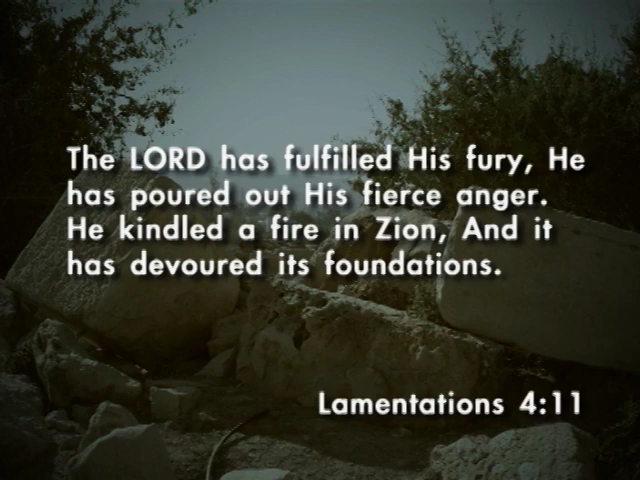 The LORD has fulfilled His fury, He
has poured out His fierce anger.
He kindled a fire in Zion, And it
has devoured its foundations.
Lamentations 4:11